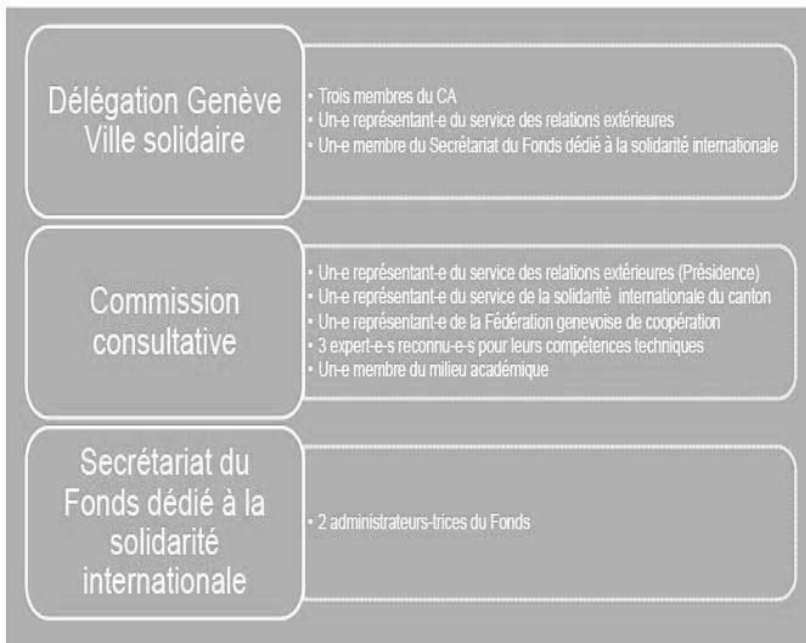 Délégation Genève
Ville solidaire
• Trois membres du CA
• Un-e représentant-e du service des relations extérieures
• Un-e membre du Secrétariat du Fonds dédié à la solidarité internationale
Commission
consultative
• Un-e représentant-e du service des relations extérieures (Présidence)
• Un-e représentant-e du service de la solidarité internationale du canton
• Un-e représentant-e de la Fédération genevoise de coopération
• 3 expert-e-s reconnu-e-s pour leurs compétences techniques
• Un-e membre du milieu académique
Secrétariat du
Fonds dédié à la
solidarité
internationale
• 2 administrateurs-trices du Fonds